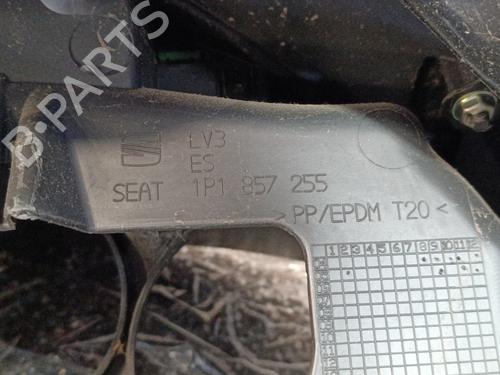 B-PARTS
LV3
ES
SEAT 1P1 857 255
>PP/EPDM T20<
1 2 3 4 5 6 7 8 9 10 11 12